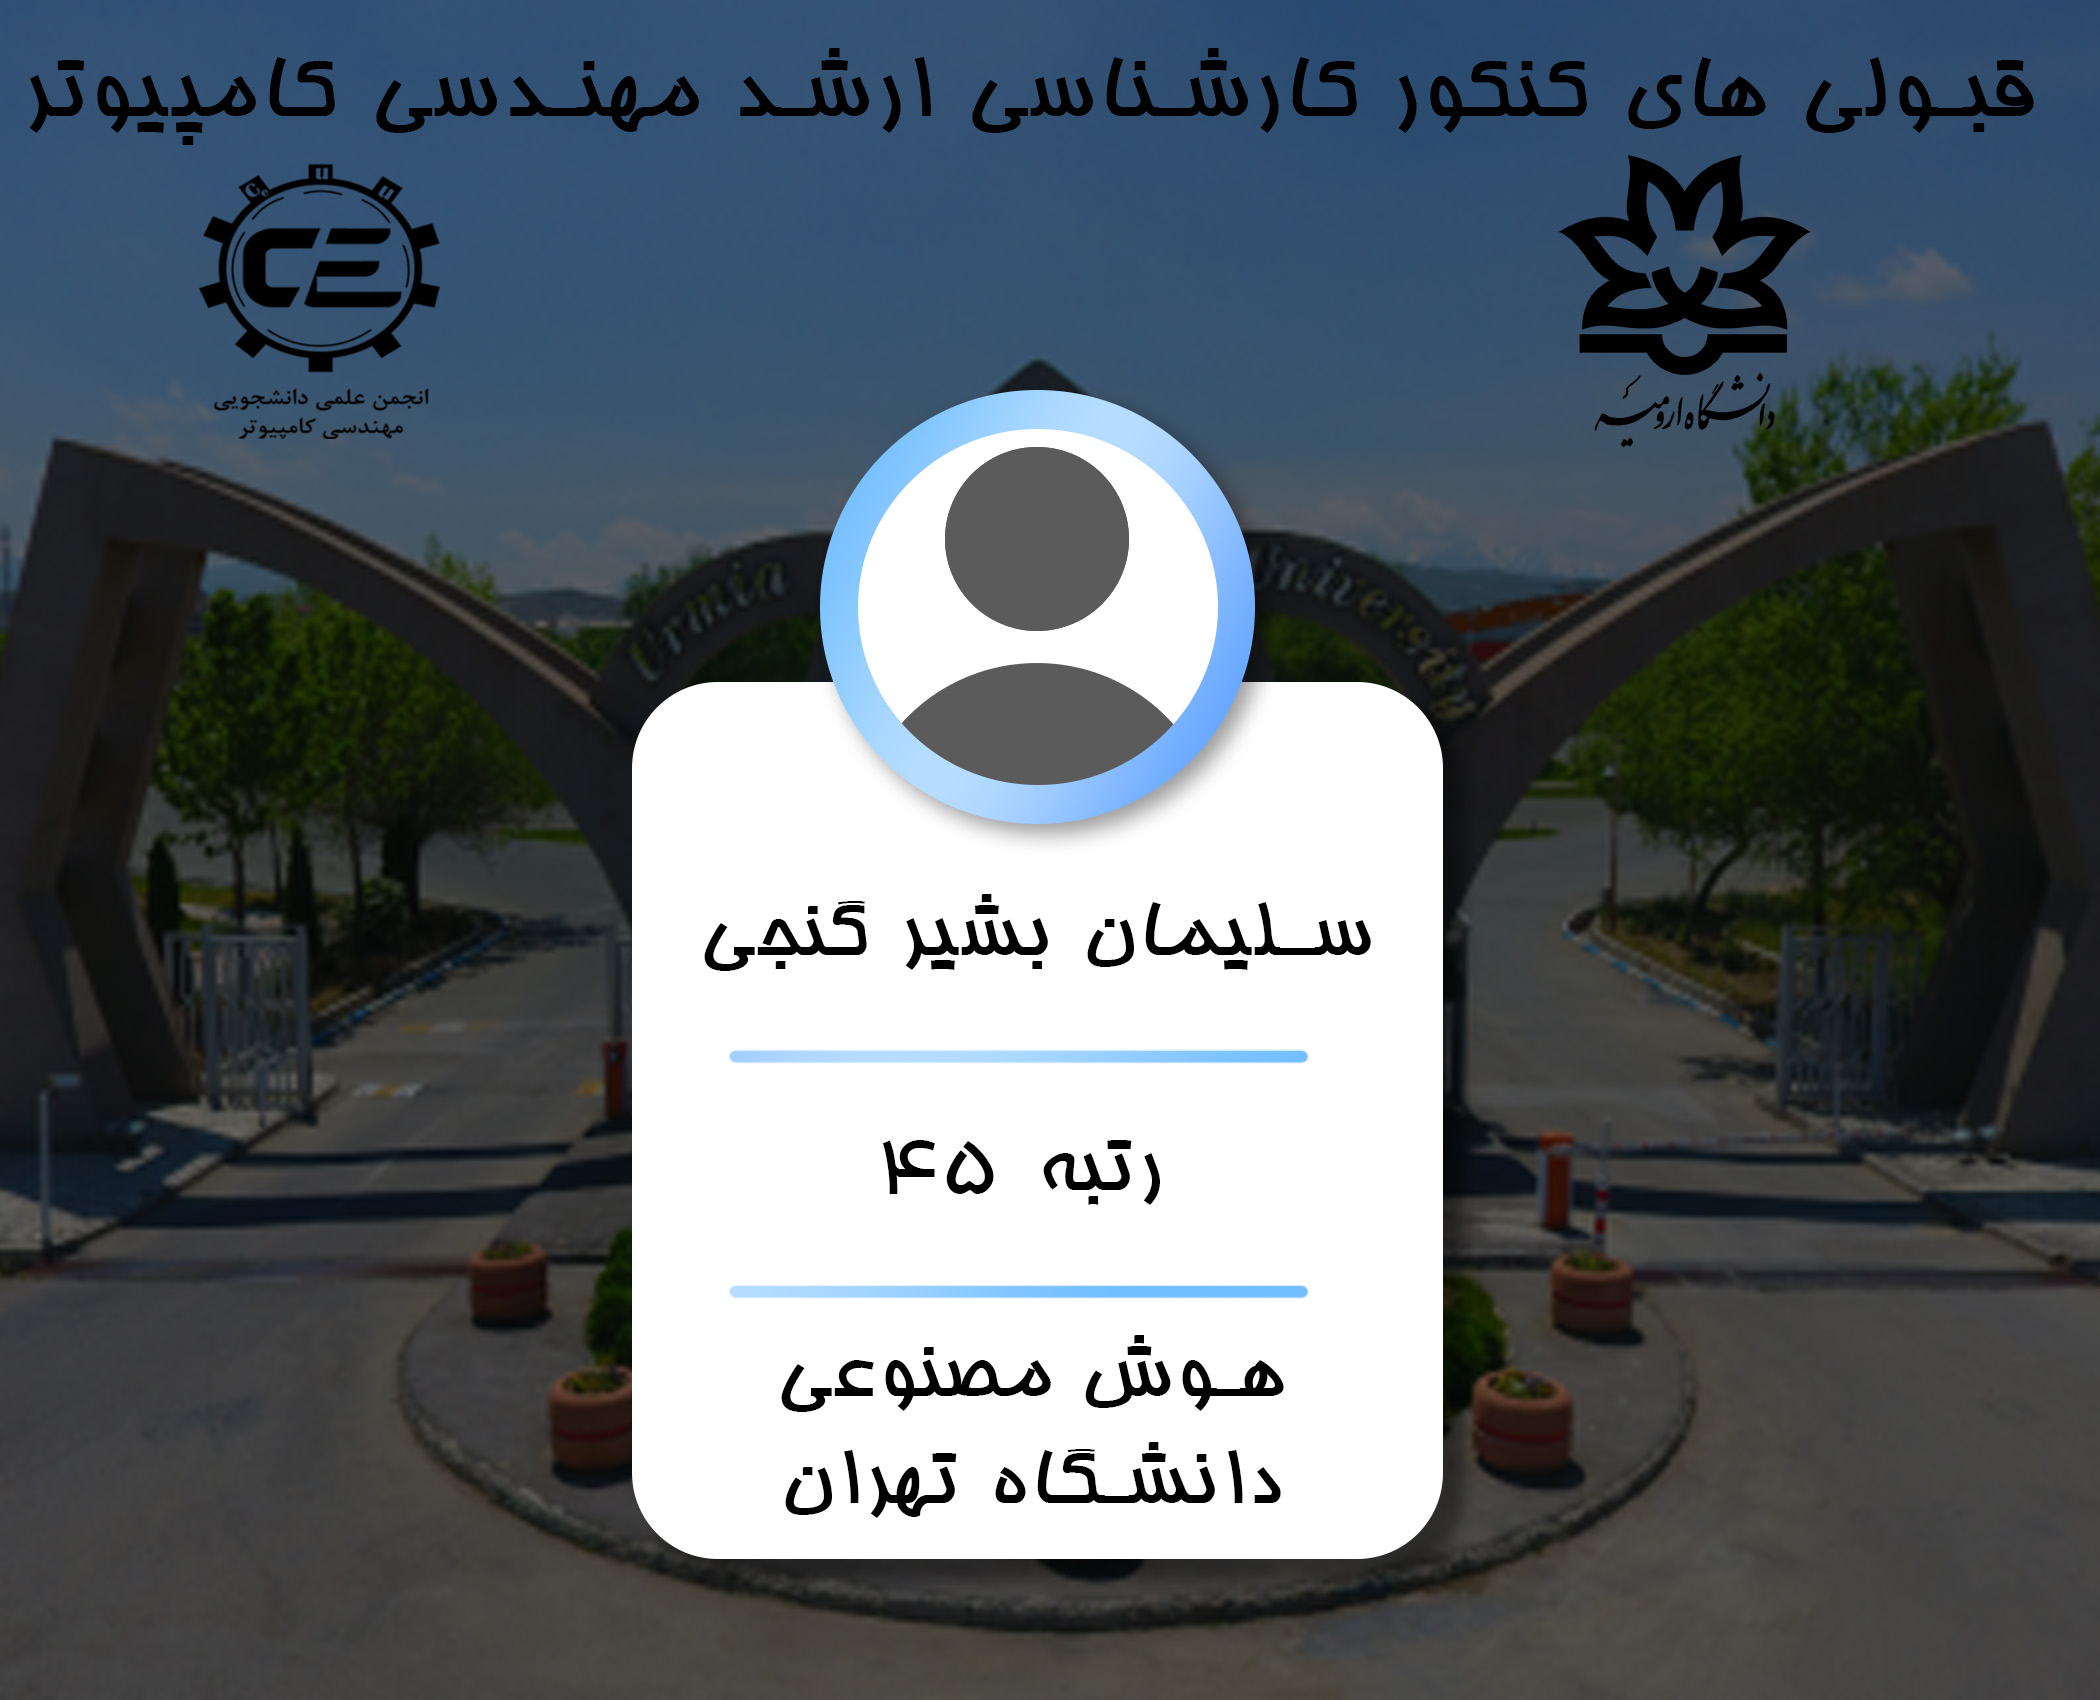 قبولی های کنکور کارشناسی ارشد مهندسی کامپیوتر
دانشگاه ارومیه
C.E.U.U
CE
انجمن علمی دانشجویی
مهندسی کامپیوتر
Urmia University
سلیمان بشیر گنجی
رتبه ۴۵
هوش مصنوعی
دانشگاه تهران